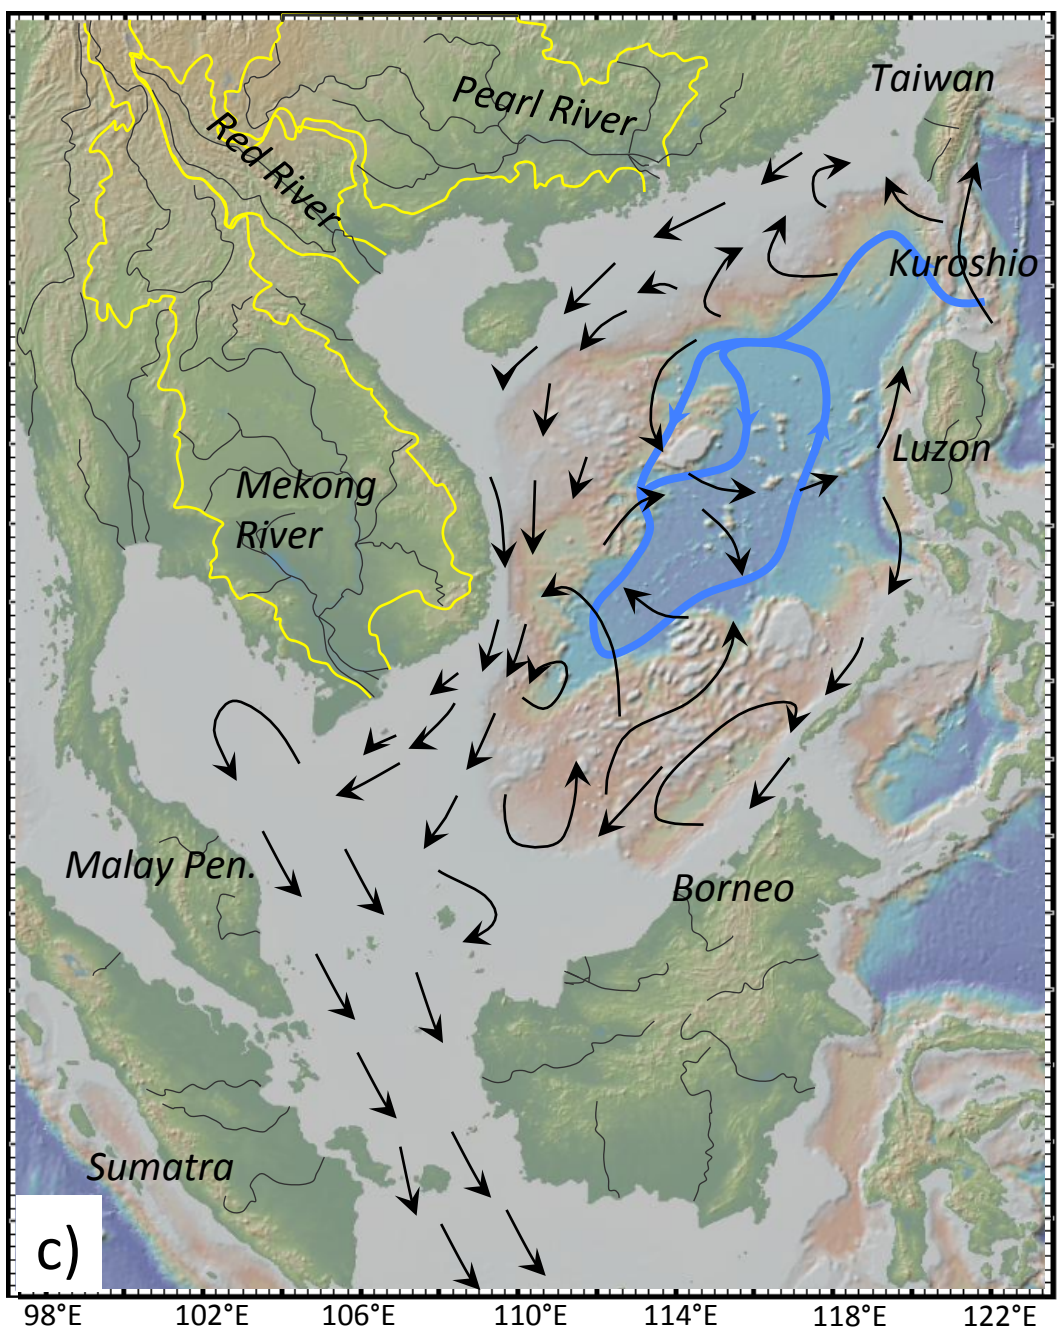 Taiwan
Pearl River
Red River
Kuroshio
Luzon
Mekong
River
Malay Pen.
Borneo
Sumatra
c)
98°E 102°E 106°E 110°E 114°E 118°E 122°E